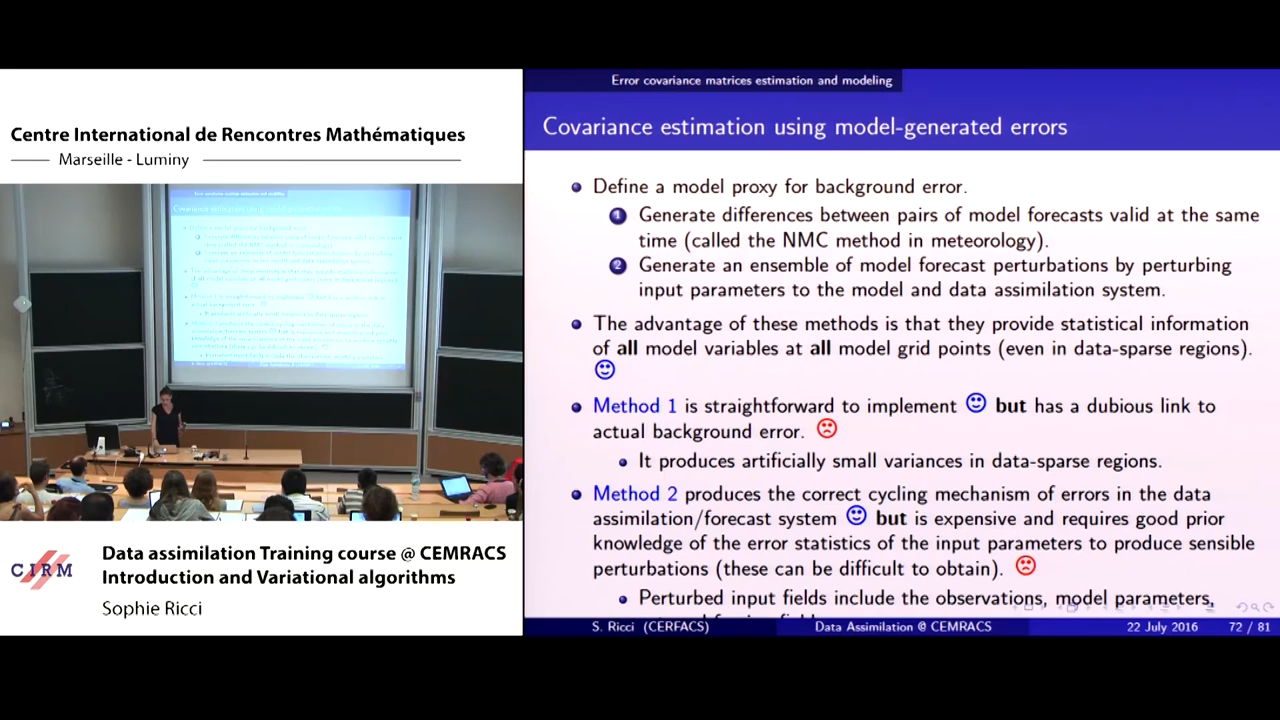 Centre International de Rencontres Mathématiques
Marseille - Luminy
CIRM
Data assimilation Training course @ CEMRACS
Introduction and Variational algorithms
Sophie Ricci
Error covariance matrices estimation and modeling
Covariance estimation using model-generated errors
Define a model proxy for background error.
1 Generate differences between pairs of model forecasts valid at the same
time (called the NMC method in meteorology).
2 Generate an ensemble of model forecast perturbations by perturbing
input parameters to the model and data assimilation system.
The advantage of these methods is that they provide statistical information
of all model variables at all model grid points (even in data-sparse regions).
Method 1 is straightforward to implement but has a dubious link to
actual background error.
It produces artificially small variances in data-sparse regions.
Method 2 produces the correct cycling mechanism of errors in the data
assimilation/forecast system but is expensive and requires good prior
knowledge of the error statistics of the input parameters to produce sensible
perturbations (these can be difficult to obtain).
Perturbed input fields include the observations, model parameters,
S. Ricci (CERFACS) Data Assimilation @ CEMRACS 22 July 2016 72 / 81